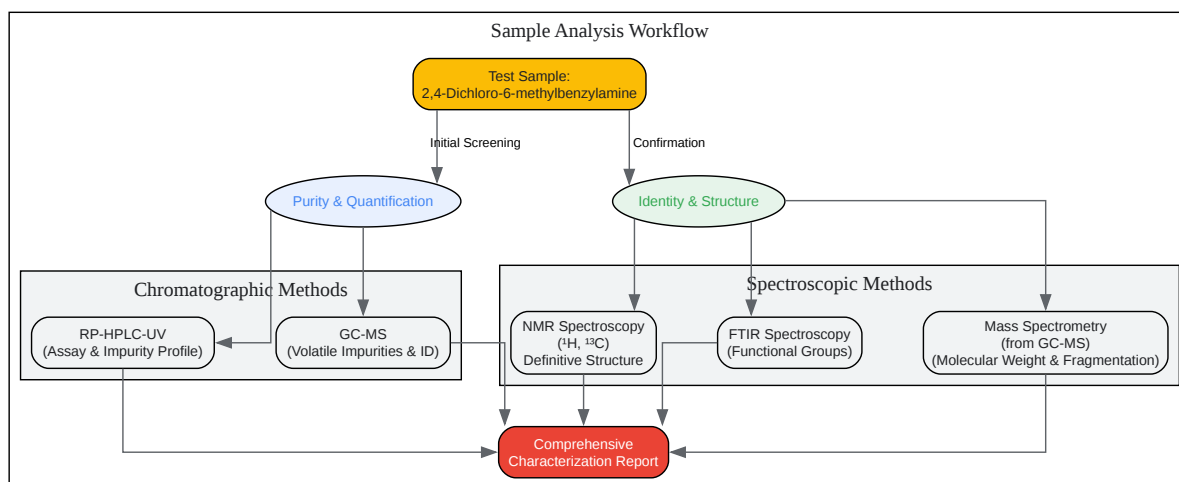 Sample Analysis Workflow
Test Sample:
2,4-Dichloro-6-methylbenzylamine
Initial Screening
Confirmation
Purity & Quantification
Identity & Structure
Chromatographic Methods
Spectroscopic Methods
RP-HPLC-UV
(Assay & Impurity Profile)
GC-MS
(Volatile Impurities & ID)
NMR Spectroscopy
(¹H, ¹³C)
Definitive Structure
FTIR Spectroscopy
(Functional Groups)
Mass Spectrometry
(from GC-MS)
(Molecular Weight & Fragmentation)
Comprehensive
Characterization Report